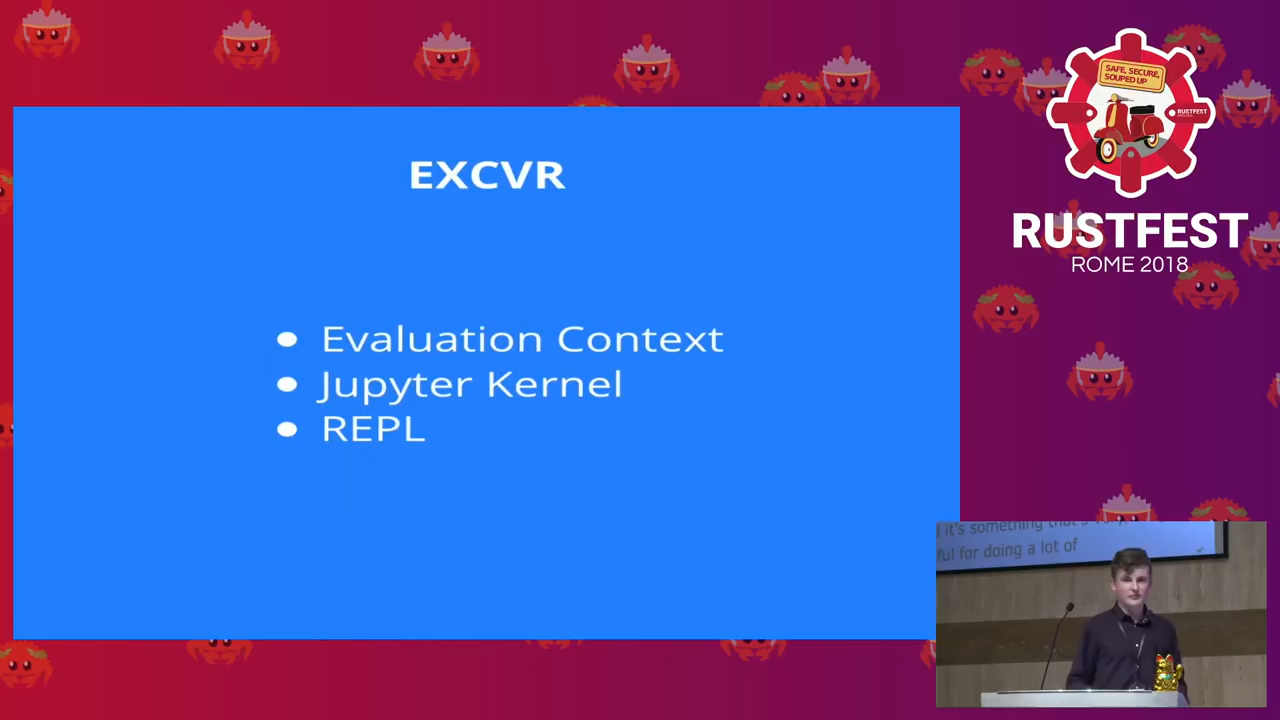 EXCVR
Evaluation Context
Jupyter Kernel
REPL
SAFE, SECURE,
SOUPED UP
RUSTFEST
RUSTFEST
ROME 2018
it's something that's
ful for doing a lot of